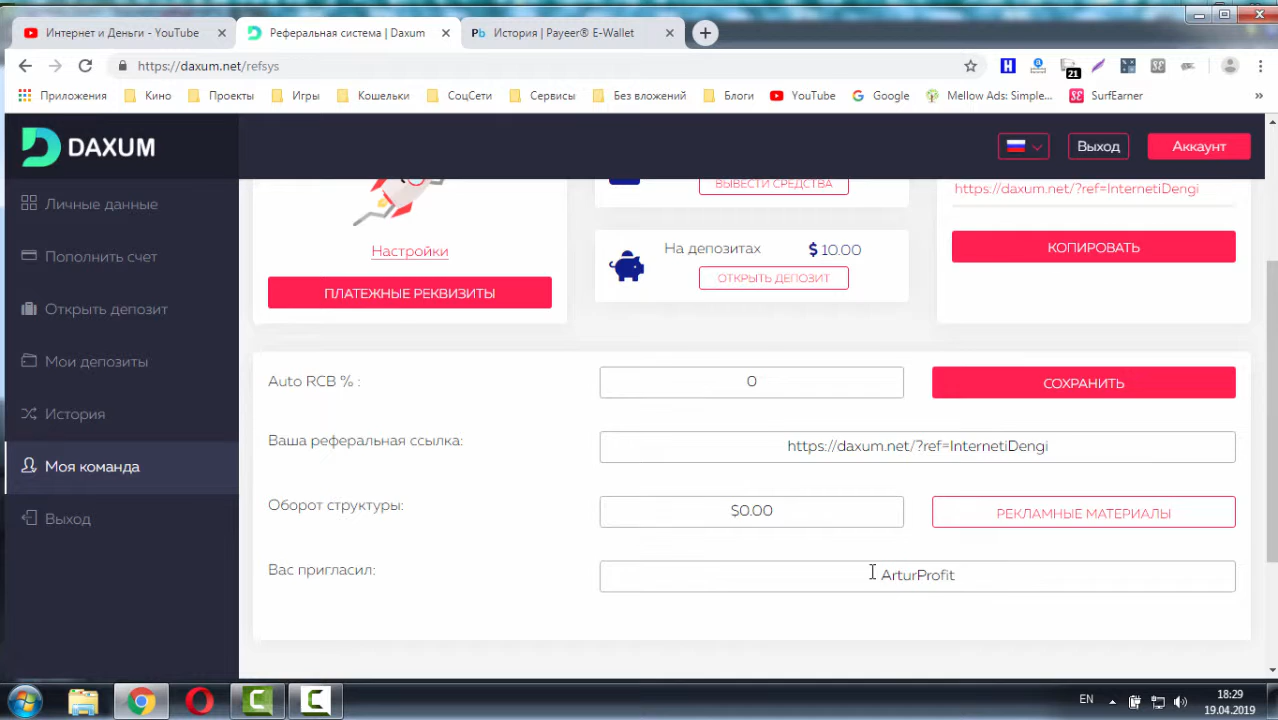 Интернет и Деньги - YouTube
Реферальная система | Daxum
Pb История | Payeer® E-Wallet
https://daxum.net/refsys
21
Приложения Кино Проекты Игры Кошельки СоцСети Сервисы Без вложений Блоги YouTube Google Mellow Ads: Simple... SE SurfEarner »
DAXUM
Выход
Аккаунт
Личные данные
Пополнить счет
Открыть депозит
Мои депозиты
История
Моя команда
Выход
Настройки
ПЛАТЕЖНЫЕ РЕКВИЗИТЫ
ВЫВЕСТИ СРЕДСТВА
На депозитах $ 10.00
ОТКРЫТЬ ДЕПОЗИТ
https://daxum.net/?ref=InternetiDengi
КОПИРОВАТЬ
Auto RCB % : 0 СОХРАНИТЬ
Ваша реферальная ссылка: https://daxum.net/?ref=InternetiDengi
Оборот структуры: $0.00 РЕКЛАМНЫЕ МАТЕРИАЛЫ
Вас пригласил: ArturProfit
EN
18:29
19.04.2019